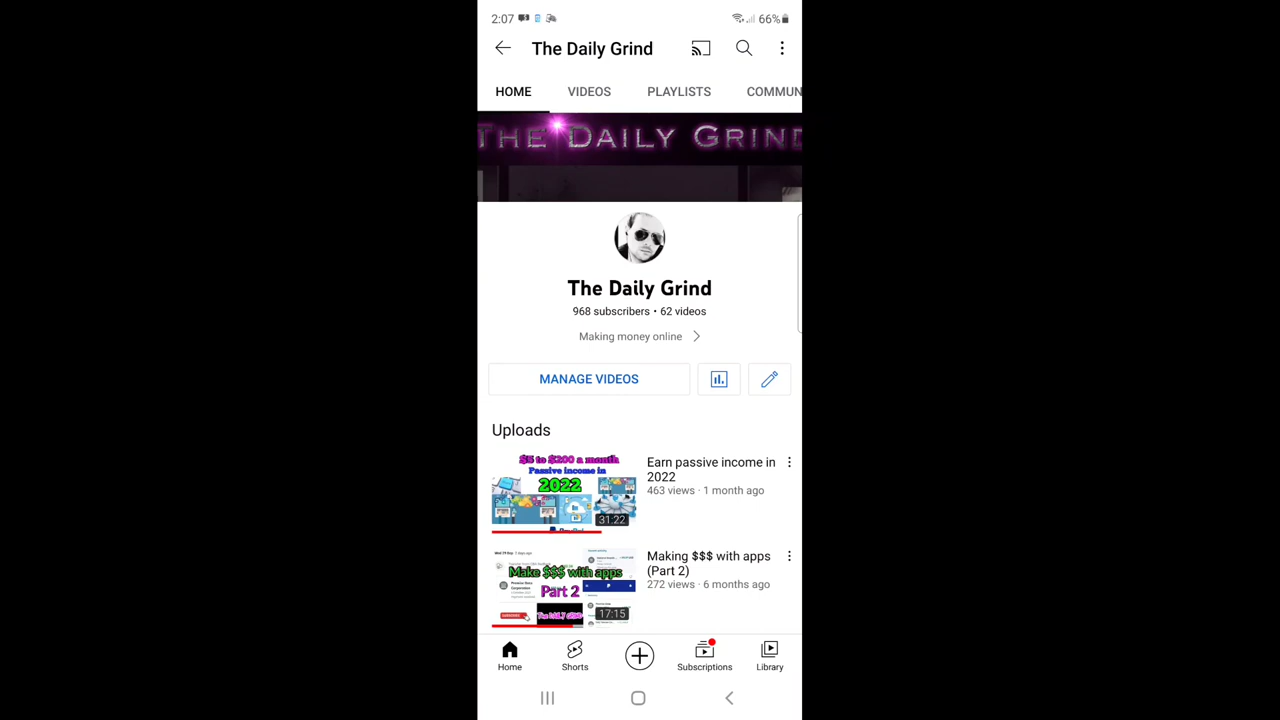 2:07
66%
The Daily Grind
HOME VIDEOS PLAYLISTS COMMUN
THE DAILY GRIND
The Daily Grind
968 subscribers • 62 videos
Making money online
MANAGE VIDEOS
Uploads
$5 to $200 a month
Passive income in
2022
31:22
Earn passive income in
2022
463 views · 1 month ago
Make $$$ with apps
Part 2
17:15
Making $$$ with apps
(Part 2)
272 views · 6 months ago
Home Shorts Subscriptions Library